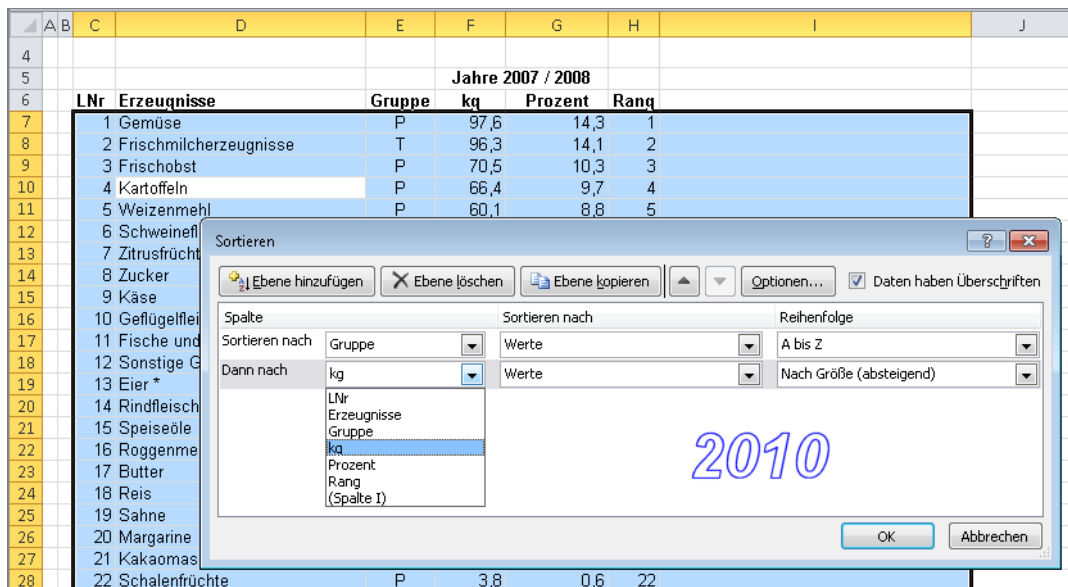 A B C D E F G H I J
4
5 Jahre 2007 / 2008
6 LNr Erzeugnisse Gruppe kg Prozent Rang
7 1 Gemüse P 97,6 14,3 1
8 2 Frischmilcherzeugnisse T 96,3 14,1 2
9 3 Frischobst P 70,5 10,3 3
10 4 Kartoffeln P 66,4 9,7 4
11 5 Weizenmehl P 60,1 8,8 5
12 6 Schweinefl
13 7 Zitrusfrücht
14 8 Zucker
15 9 Käse
16 10 Geflügelflei
17 11 Fische und
18 12 Sonstige G
19 13 Eier *
20 14 Rindfleisch
21 15 Speiseöle
22 16 Roggenme
23 17 Butter
24 18 Reis
25 19 Sahne
26 20 Margarine
27 21 Kakaomas
28 22 Schalenfrüchte P 3,8 0,6 22
Sortieren
Ebene hinzufügen Ebene löschen Ebene kopieren Optionen... Daten haben Überschriften
Spalte Sortieren nach Reihenfolge
Sortieren nach Gruppe Werte A bis Z
Dann nach kg Werte Nach Größe (absteigend)
LNr
Erzeugnisse
Gruppe
kg
Prozent
Rang
(Spalte I)
2010
OK Abbrechen